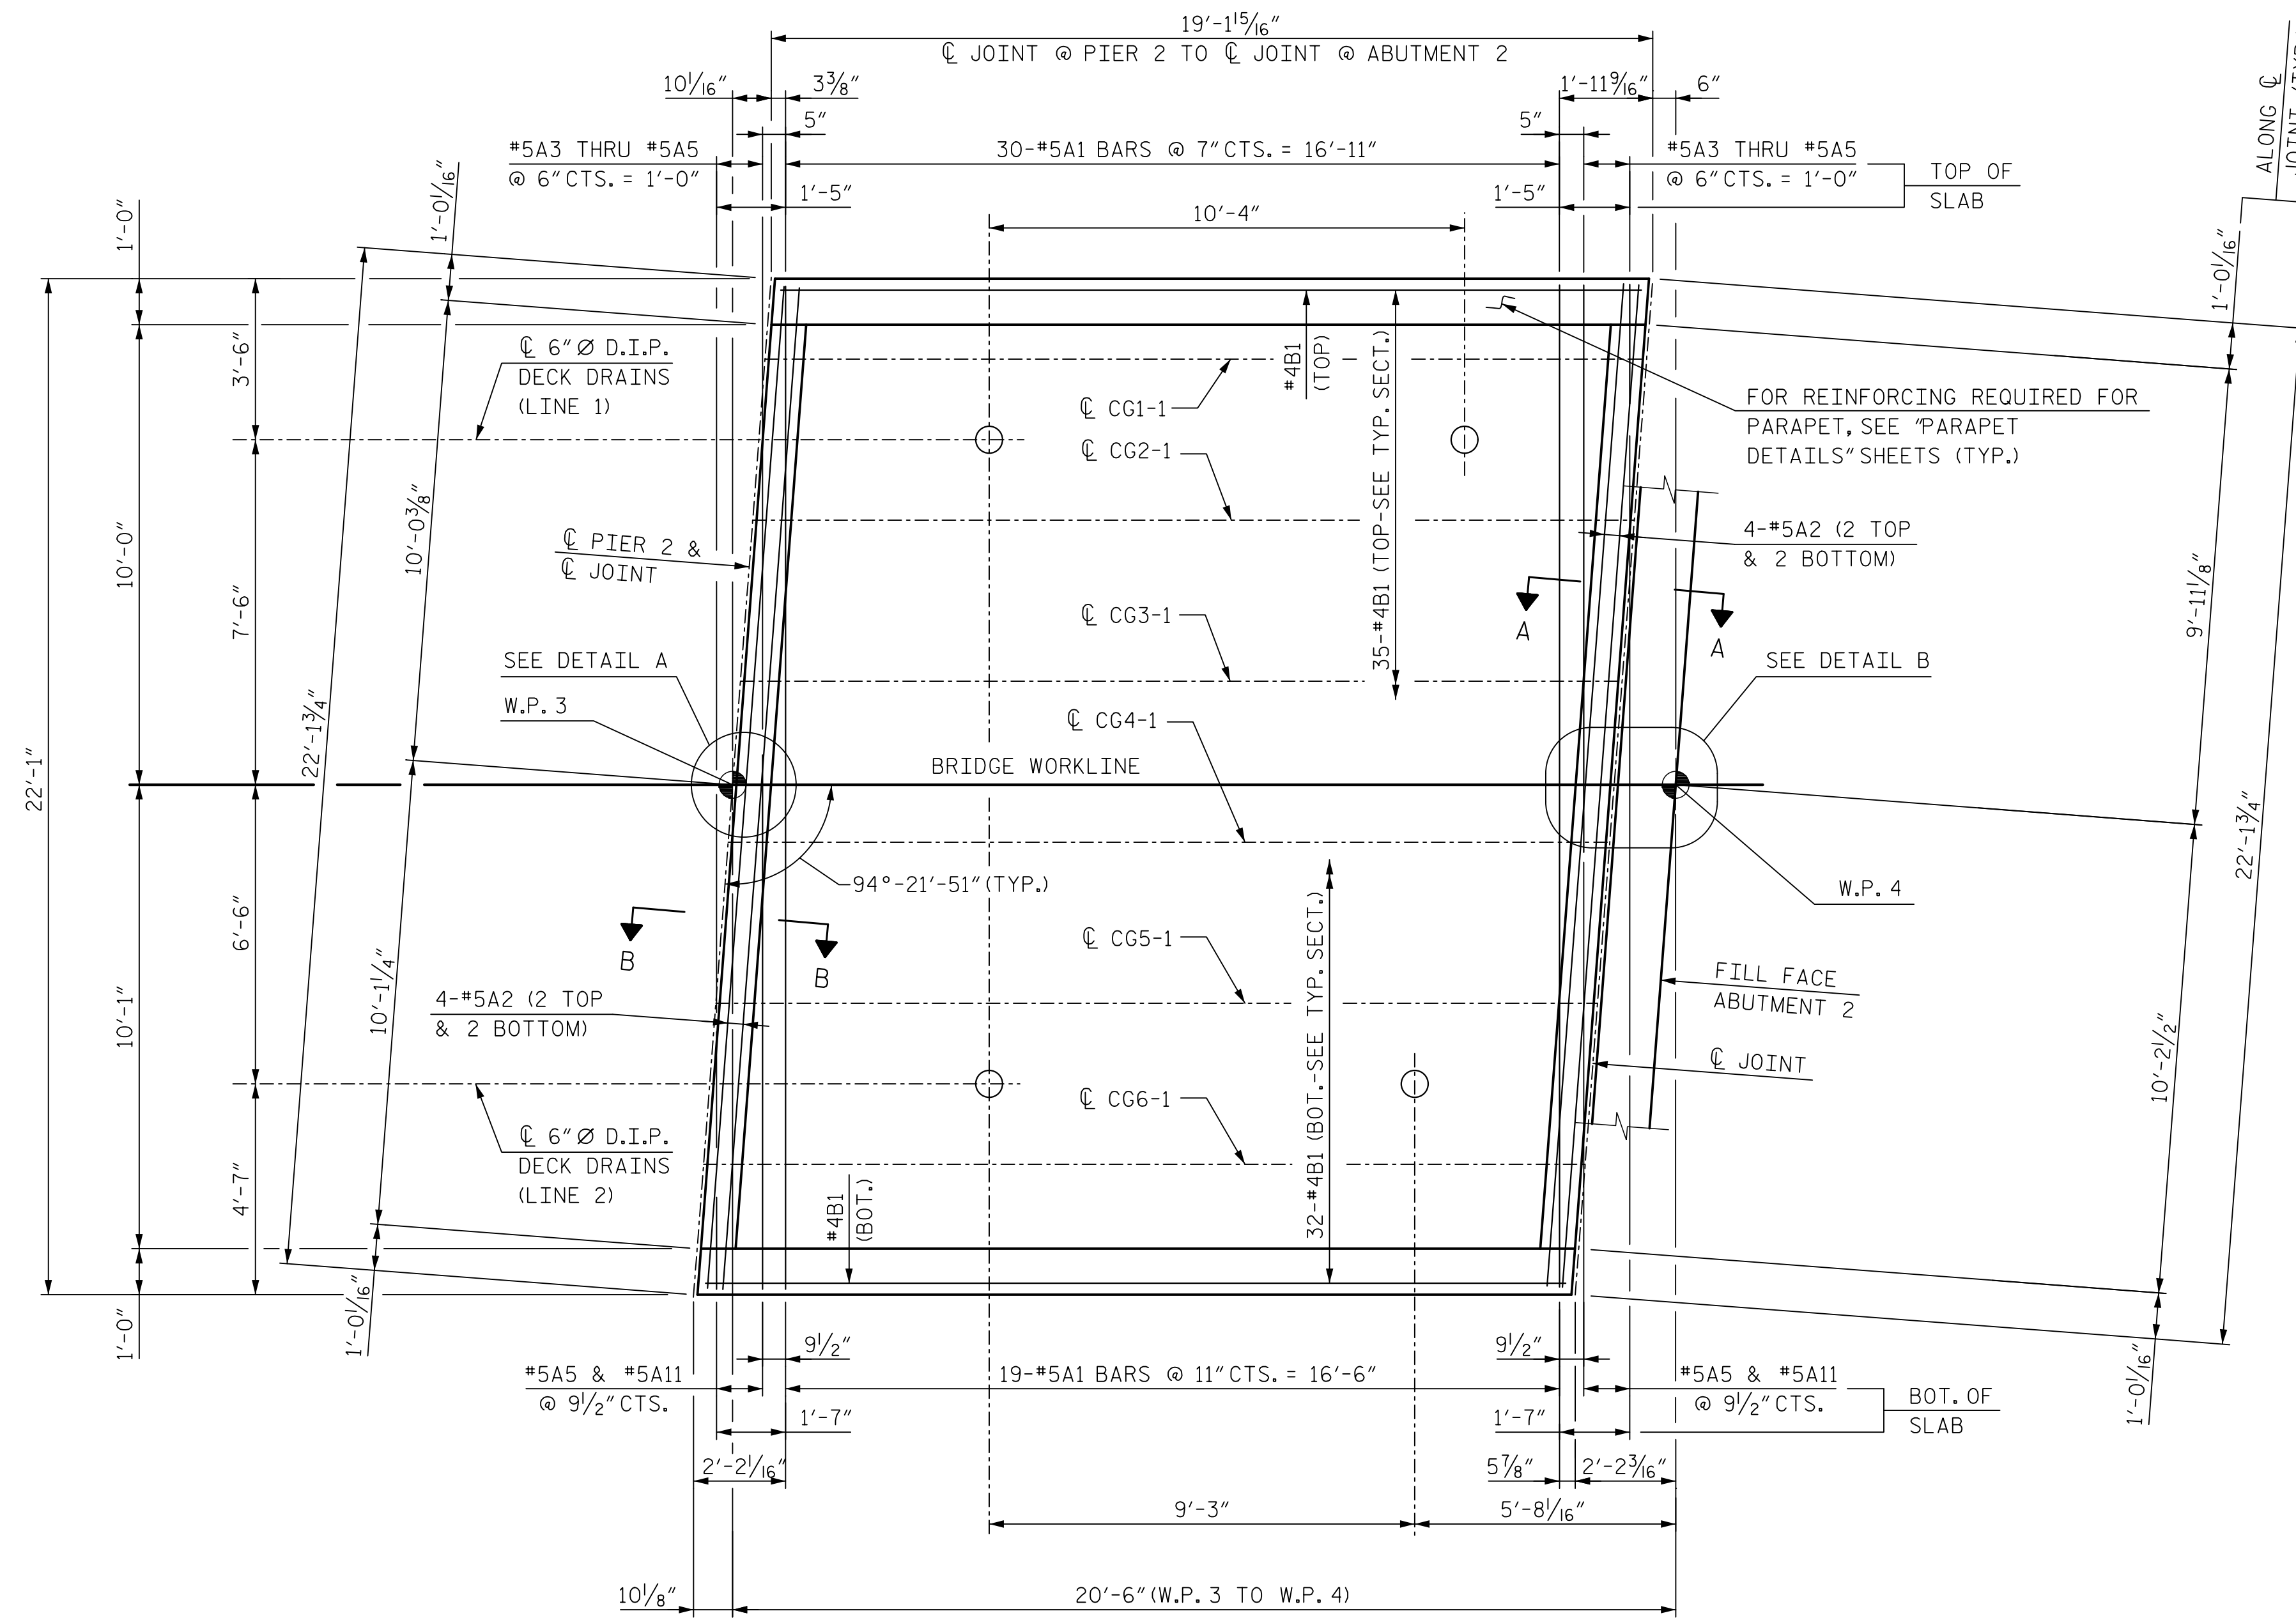 19′-1 15/16″
℄ JOINT @ PIER 2 TO ℄ JOINT @ ABUTMENT 2
10 1/16″
3 3/8″
1′-11 9/16″
6″
5″
5″
#5A3 THRU #5A5
@ 6″ CTS. = 1′-0″
30-#5A1 BARS @ 7″ CTS. = 16′-11″
#5A3 THRU #5A5
@ 6″ CTS. = 1′-0″
TOP OF
SLAB
1′-5″
1′-5″
10′-4″
ALONG ℄
1′-0″
1′-0 1/16″
1′-0 1/16″
3′-6″
℄ 6″ Ø D.I.P.
DECK DRAINS
(LINE 1)
℄ CG1-1
#4B1
(TOP)
35-#4B1 (TOP-SEE TYP. SECT.)
FOR REINFORCING REQUIRED FOR
PARAPET, SEE "PARAPET
DETAILS" SHEETS (TYP.)
℄ CG2-1
10′-0″
10′-0 3/8″
7′-6″
℄ PIER 2 &
℄ JOINT
4-#5A2 (2 TOP
& 2 BOTTOM)
9′-11 1/8″
℄ CG3-1
A
A
SEE DETAIL A
SEE DETAIL B
W.P. 3
22′-1 3/4″
22′-1″
℄ CG4-1
BRIDGE WORKLINE
22′-1 3/4″
94°-21′-51″ (TYP.)
W.P. 4
6′-6″
B
B
℄ CG5-1
32-#4B1 (BOT.-SEE TYP. SECT.)
FILL FACE
ABUTMENT 2
10′-1″
10′-1 1/4″
4-#5A2 (2 TOP
& 2 BOTTOM)
℄ JOINT
10′-2 1/2″
℄ CG6-1
℄ 6″ Ø D.I.P.
DECK DRAINS
(LINE 2)
4′-7″
#4B1
(BOT.)
1′-0″
1′-0 1/16″
1′-0 1/16″
9 1/2″
9 1/2″
#5A5 & #5A11
@ 9 1/2″ CTS.
19-#5A1 BARS @ 11″ CTS. = 16′-6″
#5A5 & #5A11
@ 9 1/2″ CTS.
BOT. OF
SLAB
1′-7″
1′-7″
2′-2 1/16″
5 7/8″
2′-2 3/16″
9′-3″
5′-8 1/16″
10 1/8″
20′-6″ (W.P. 3 TO W.P. 4)